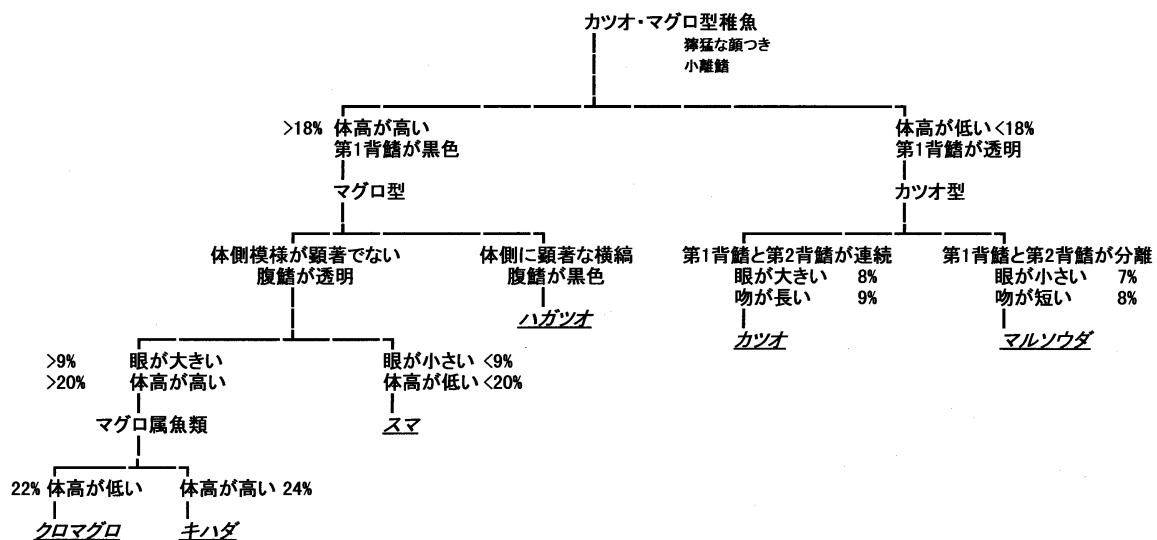 カツオ・マグロ型稚魚
獰猛な顔つき
小離鰭
>18% 体高が高い
第1背鰭が黒色
マグロ型
体高が低い<18%
第1背鰭が透明
カツオ型
体側模様が顕著でない
腹鰭が透明
体側に顕著な横縞
腹鰭が黒色
ハガツオ
第1背鰭と第2背鰭が連続
眼が大きい 8%
吻が長い 9%
カツオ
第1背鰭と第2背鰭が分離
眼が小さい 7%
吻が短い 8%
マルソウダ
>9% 眼が大きい
>20% 体高が高い
マグロ属魚類
眼が小さい <9%
体高が低い <20%
スマ
22% 体高が低い
クロマグロ
体高が高い 24%
キハダ